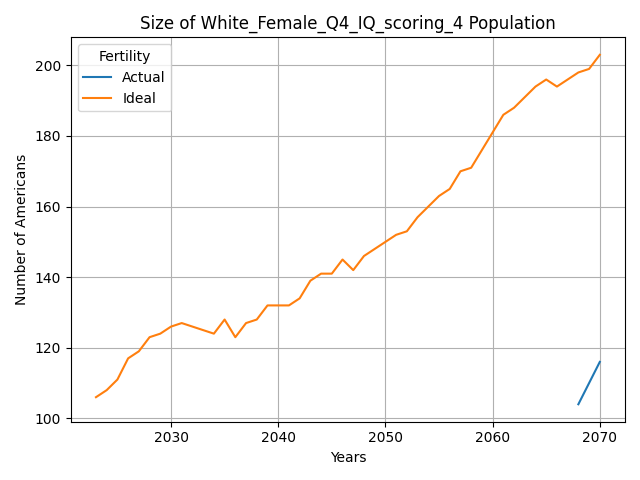 Size of White_Female_Q4_IQ_scoring_4 Population
Fertility
Actual
Ideal
Number of Americans
200
180
160
140
120
100
2030
2040
2050
2060
2070
Years